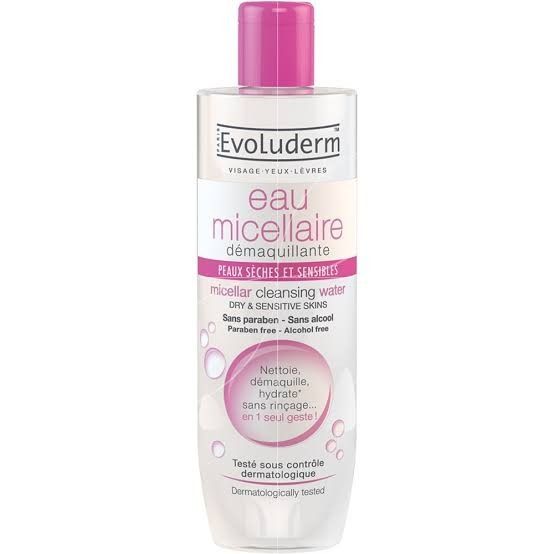 PARIS
EVOLUDERM™
VISAGE·YEUX·LÈVRES
eau
micellaire
démaquillante
PEAUX SÈCHES ET SENSIBLES
micellar cleansing water
DRY & SENSITIVE SKINS
Sans paraben - Sans alcool
Paraben free - Alcohol free
Nettoie,
démaquille,
hydrate*
sans rinçage...
en 1 seul geste !
Testé sous contrôle
dermatologique
Dermatologically tested